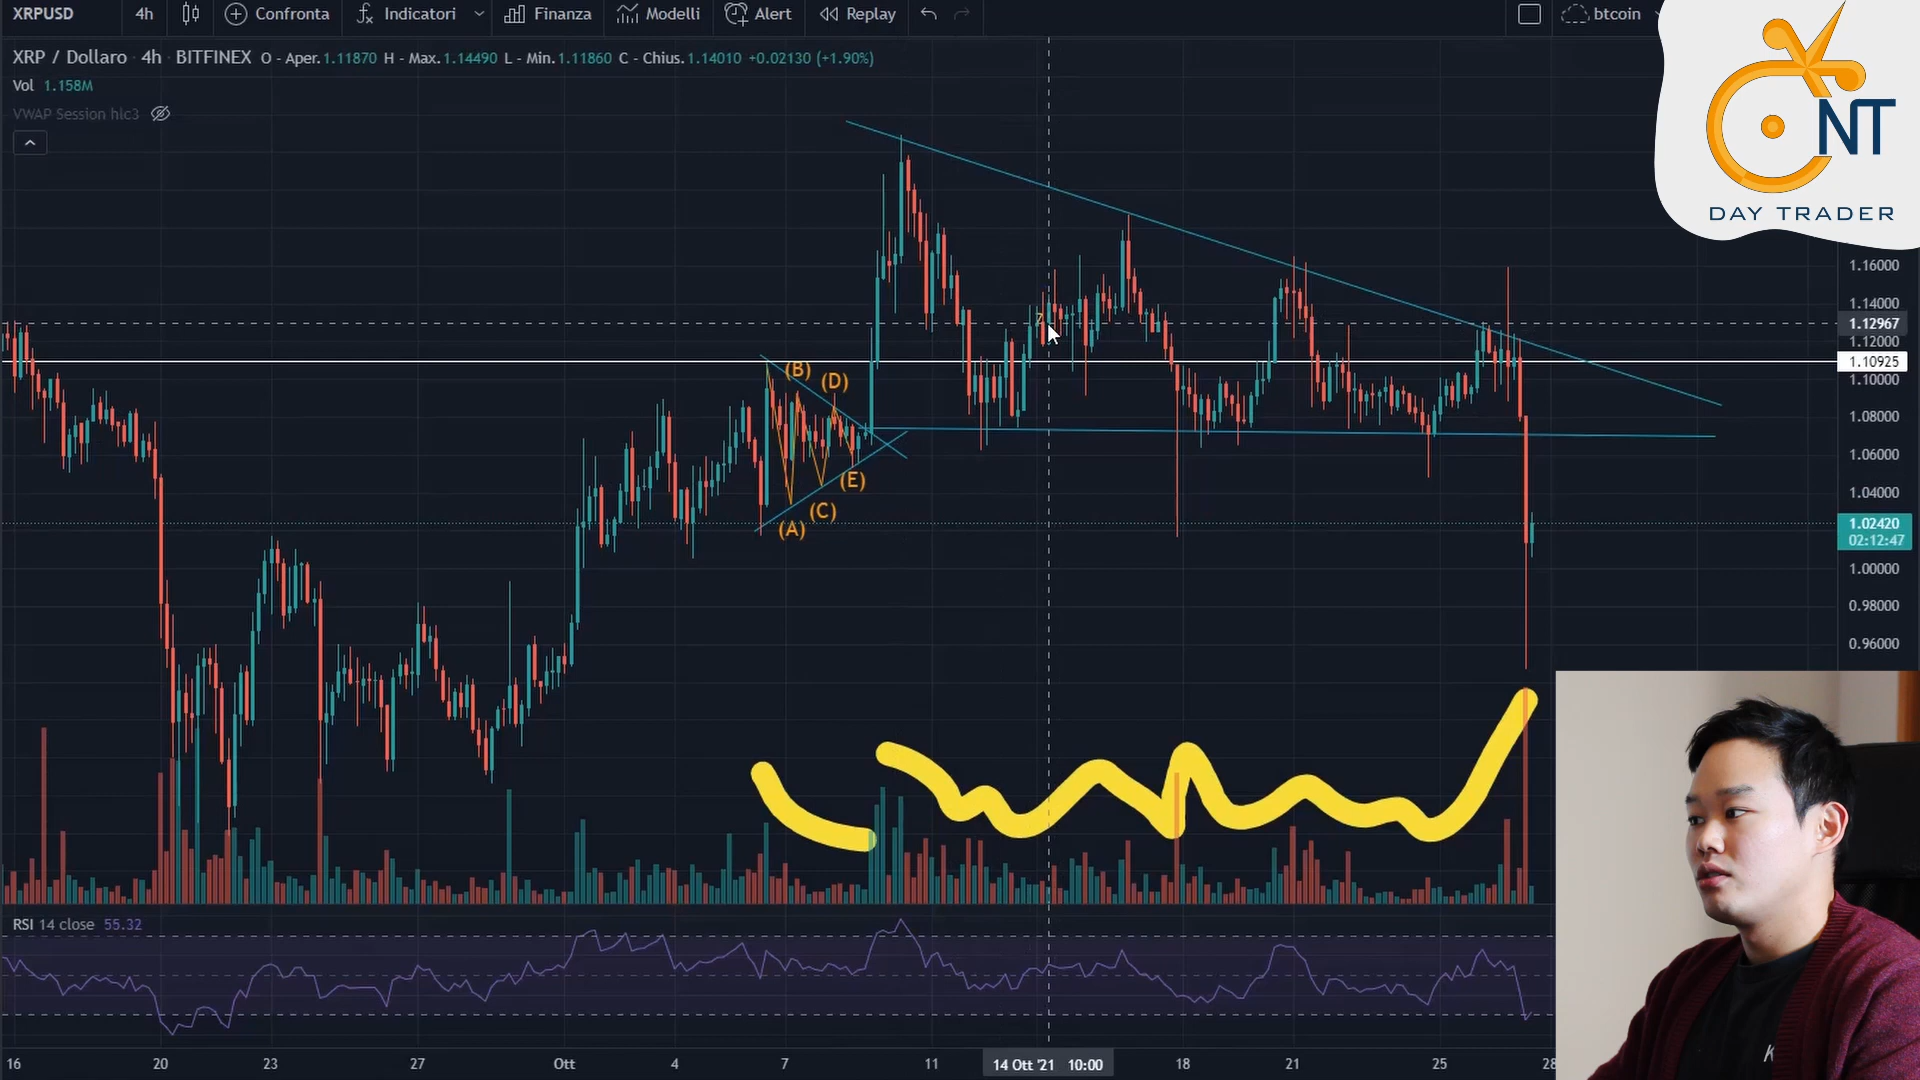 XRPUSD 4h Confronta Indicatori Finanza Modelli Alert Replay btcoin
XRP / Dollaro 4h BITFINEX O - Aper.1.11870 H - Max.1.14490 L - Min.1.11860 C - Chius.1.14010 +0.02130 (+1.90%)
Vol 1.158M
VWAP Session hlc3
NT
DAY TRADER
1.16000
1.14000
1.12967
1.12000
1.10925
1.10000
1.08000
1.06000
1.04000
1.02420
02:12:47
1.00000
0.98000
0.96000
(B)
(D)
(E)
(C)
(A)
7
RSI 14 close 55.32
16 20 23 27 Ott 4 7 11 14 Ott '21 10:00 18 21 25 28